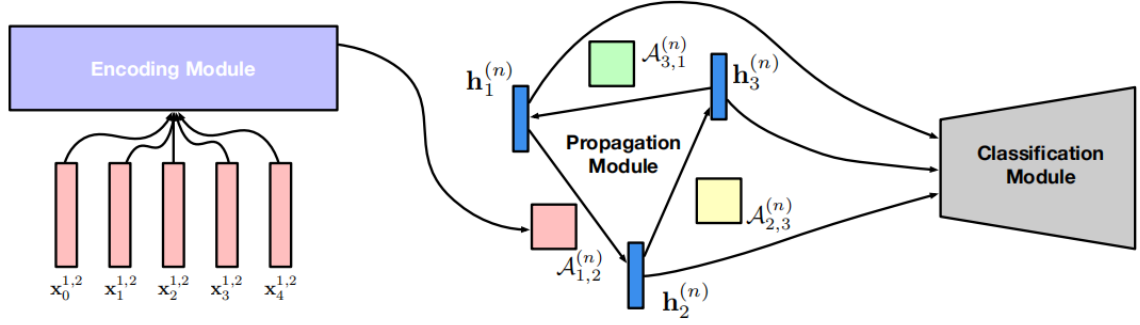 Encoding Module
x_0^{1,2} x_1^{1,2} x_2^{1,2} x_3^{1,2} x_4^{1,2}
h_1^{(n)}
A_{3,1}^{(n)}
h_3^{(n)}
Propagation
Module
A_{1,2}^{(n)}
A_{2,3}^{(n)}
h_2^{(n)}
Classification
Module